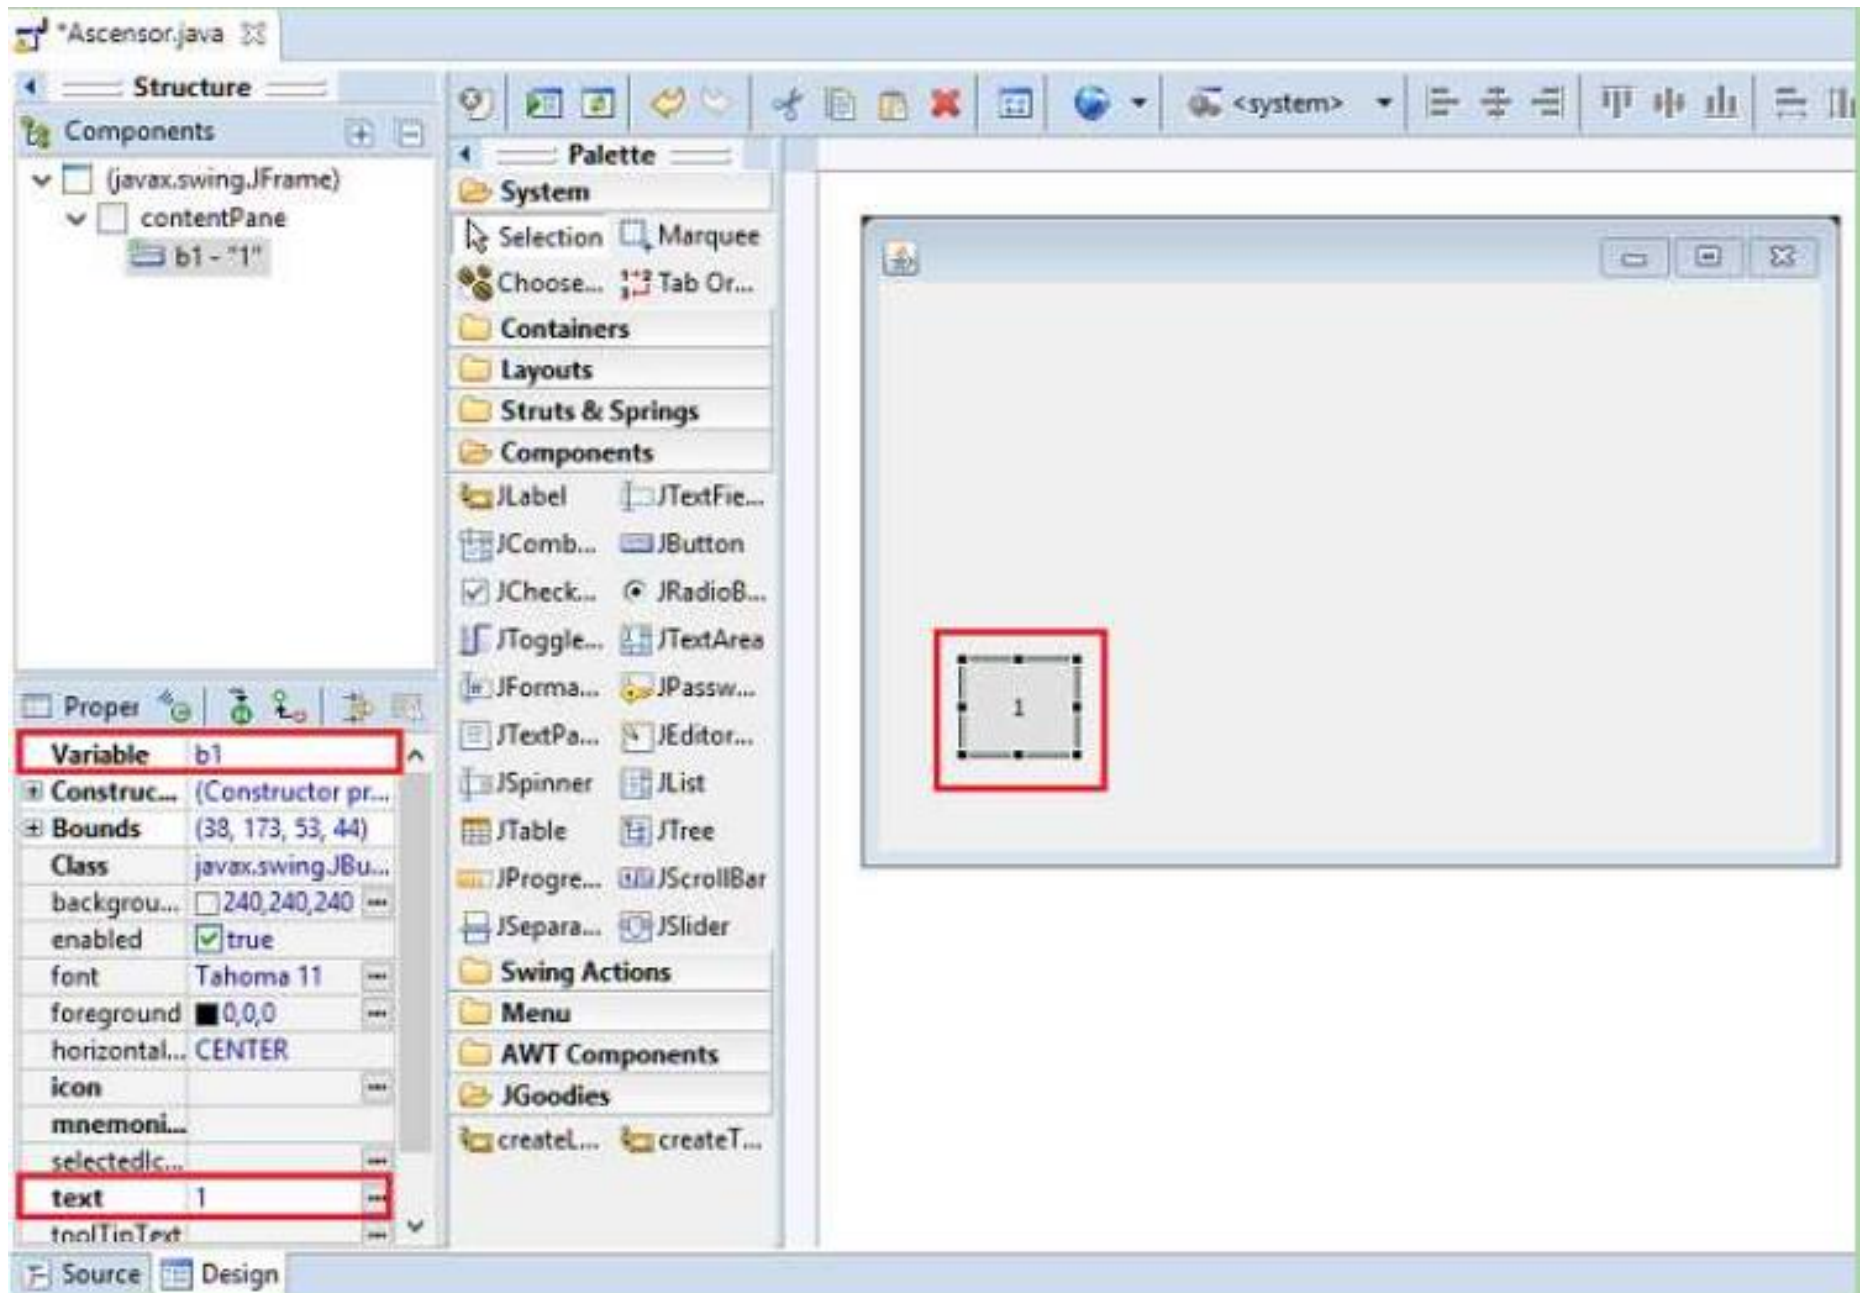 *Ascensor.java
Structure
Components
(javax.swing.JFrame)
contentPane
b1 - "1"
Proper
Variable b1
Construc... (Constructor pr...
Bounds (38, 173, 53, 44)
Class javax.swing.JBu...
backgrou... 240,240,240 ...
enabled true
font Tahoma 11 ...
foreground 0,0,0 ...
horizontal... CENTER
icon ...
mnemoni...
selectedIc... ...
text 1 ...
toolTipText ...
Source Design
<system>
Palette
System
Selection Marquee
Choose... Tab Or...
Containers
Layouts
Struts & Springs
Components
JLabel JTextFie...
JComb... JButton
JCheck... JRadioB...
JToggle... JTextArea
JForma... JPassw...
JTextPa... JEditor...
JSpinner JList
JTable JTree
JProgre... JScrollBar
JSepara... JSlider
Swing Actions
Menu
AWT Components
JGoodies
createL... createT...
1